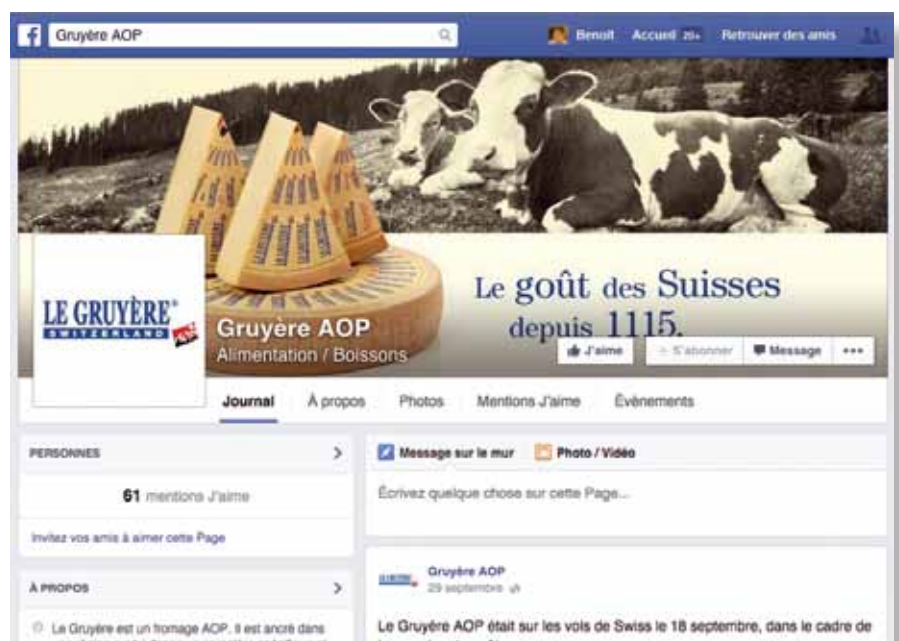 Gruyère AOP
Benoit Accueil 20+ Retrouver des amis
Le goût des Suisses
depuis 1115.
LE GRUYÈRE®
SWITZERLAND
AOP
Gruyère AOP
Alimentation / Boissons
J'aime S'abonner Message
Journal À propos Photos Mentions J'aime Évènements
PERSONNES
61 mentions J'aime
Invitez vos amis à aimer cette Page
À PROPOS
Le Gruyère est un fromage AOP. Il est ancré dans
Message sur le mur Photo / Vidéo
Écrivez quelque chose sur cette Page...
Gruyère AOP
29 septembre
Le Gruyère AOP était sur les vols de Swiss le 18 septembre, dans le cadre de